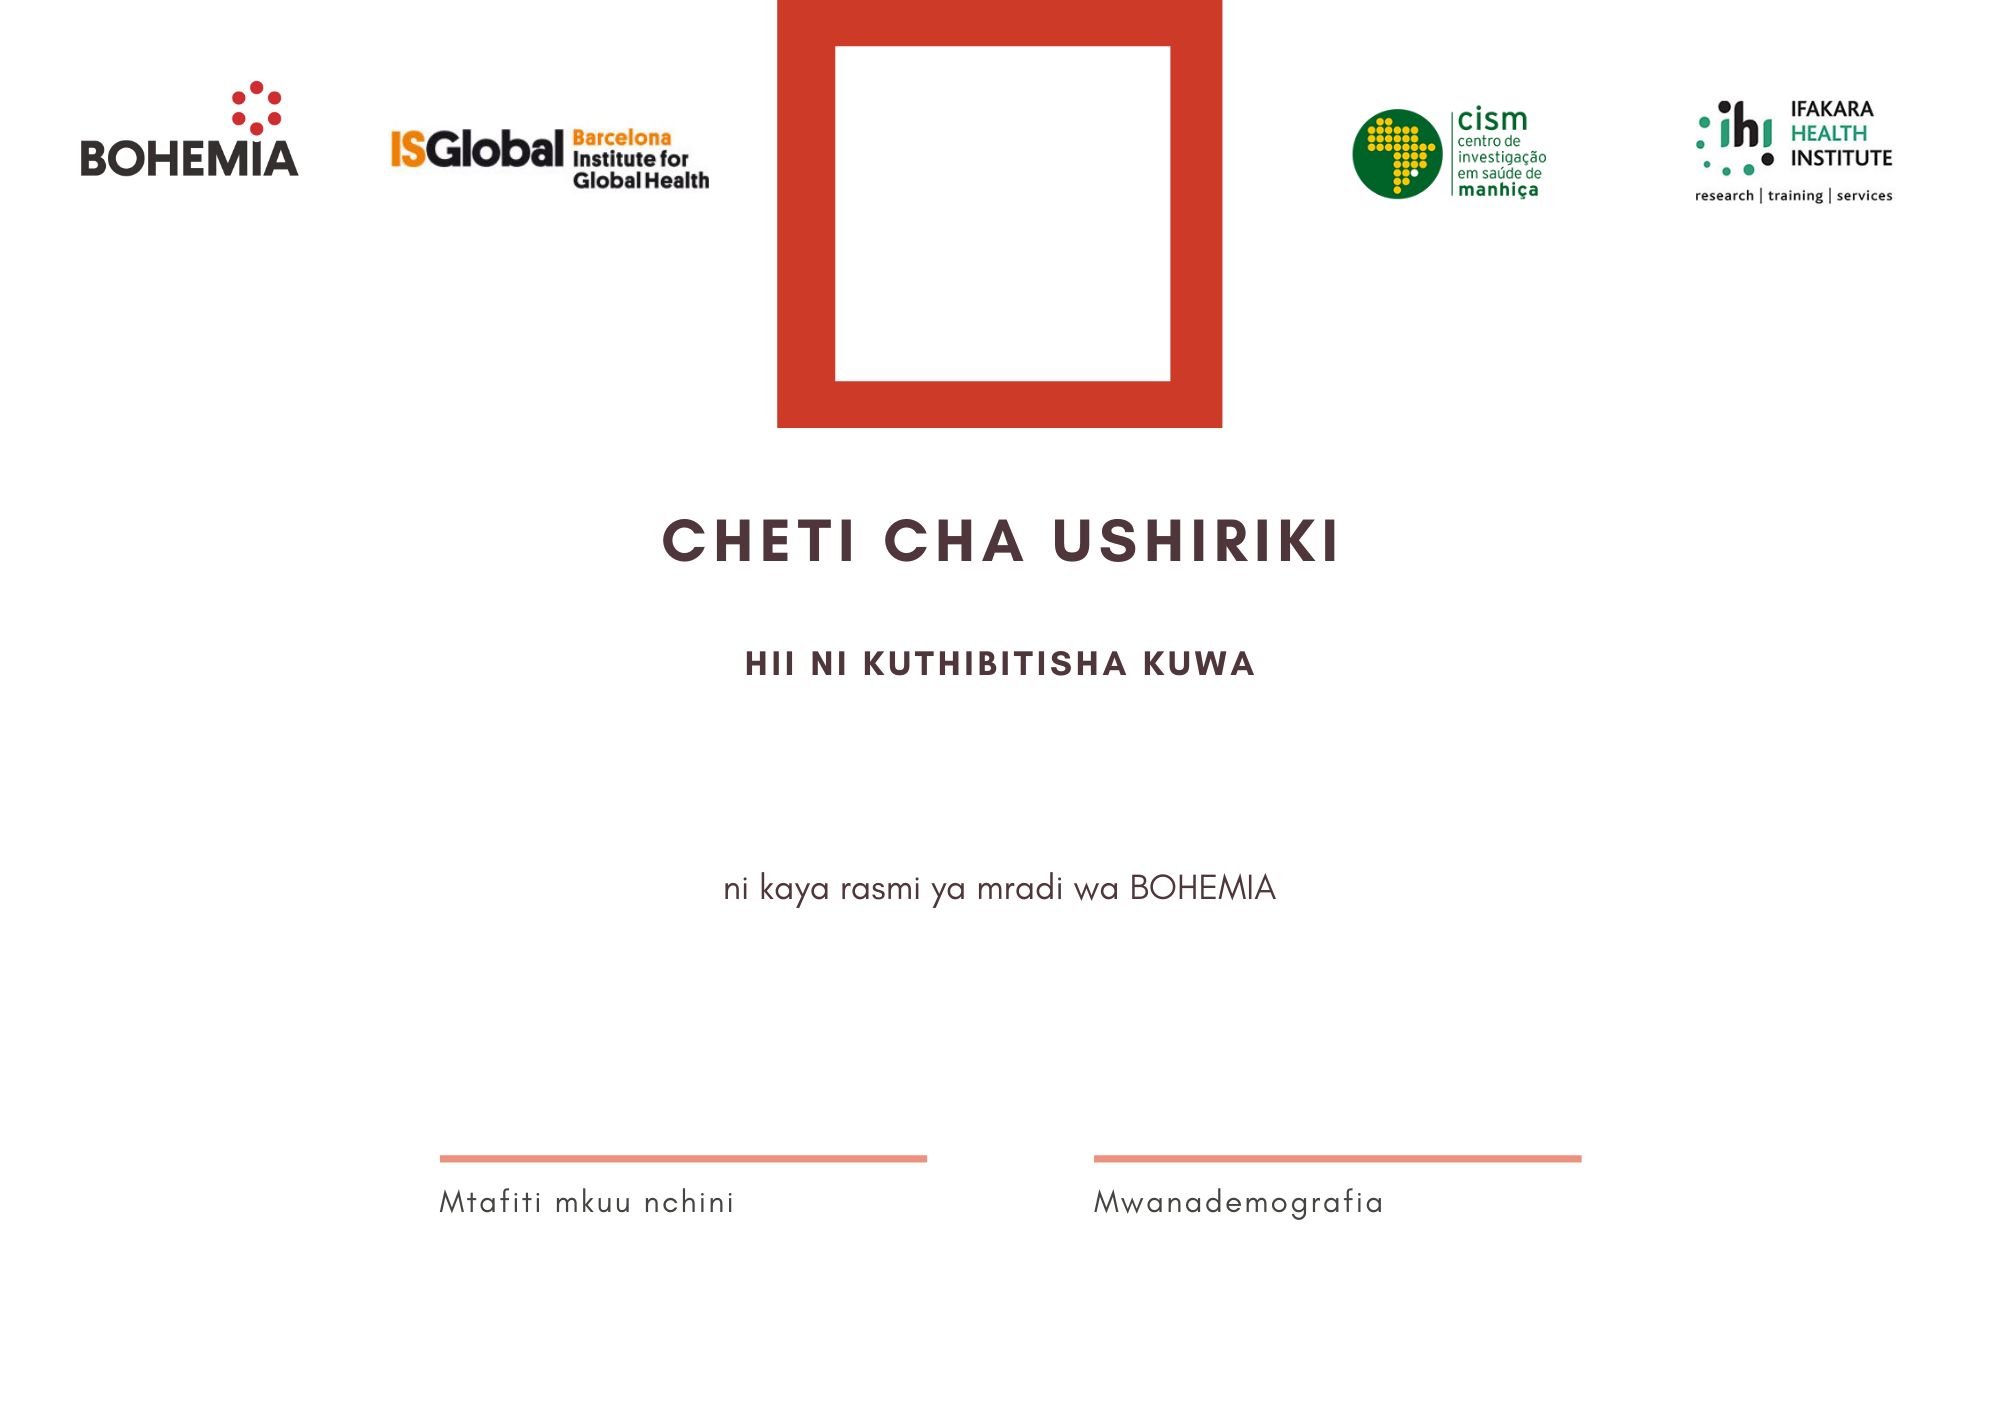 BOHEMIA
ISGlobal Barcelona
Institute for
Global Health
cism
centro de
investigação
em saúde de
manhiça
ihi
IFAKARA
HEALTH
INSTITUTE
research | training | services
CHETI CHA USHIRIKI
HII NI KUTHIBITISHA KUWA
ni kaya rasmi ya mradi wa BOHEMIA
Mtafiti mkuu nchini
Mwanademografia